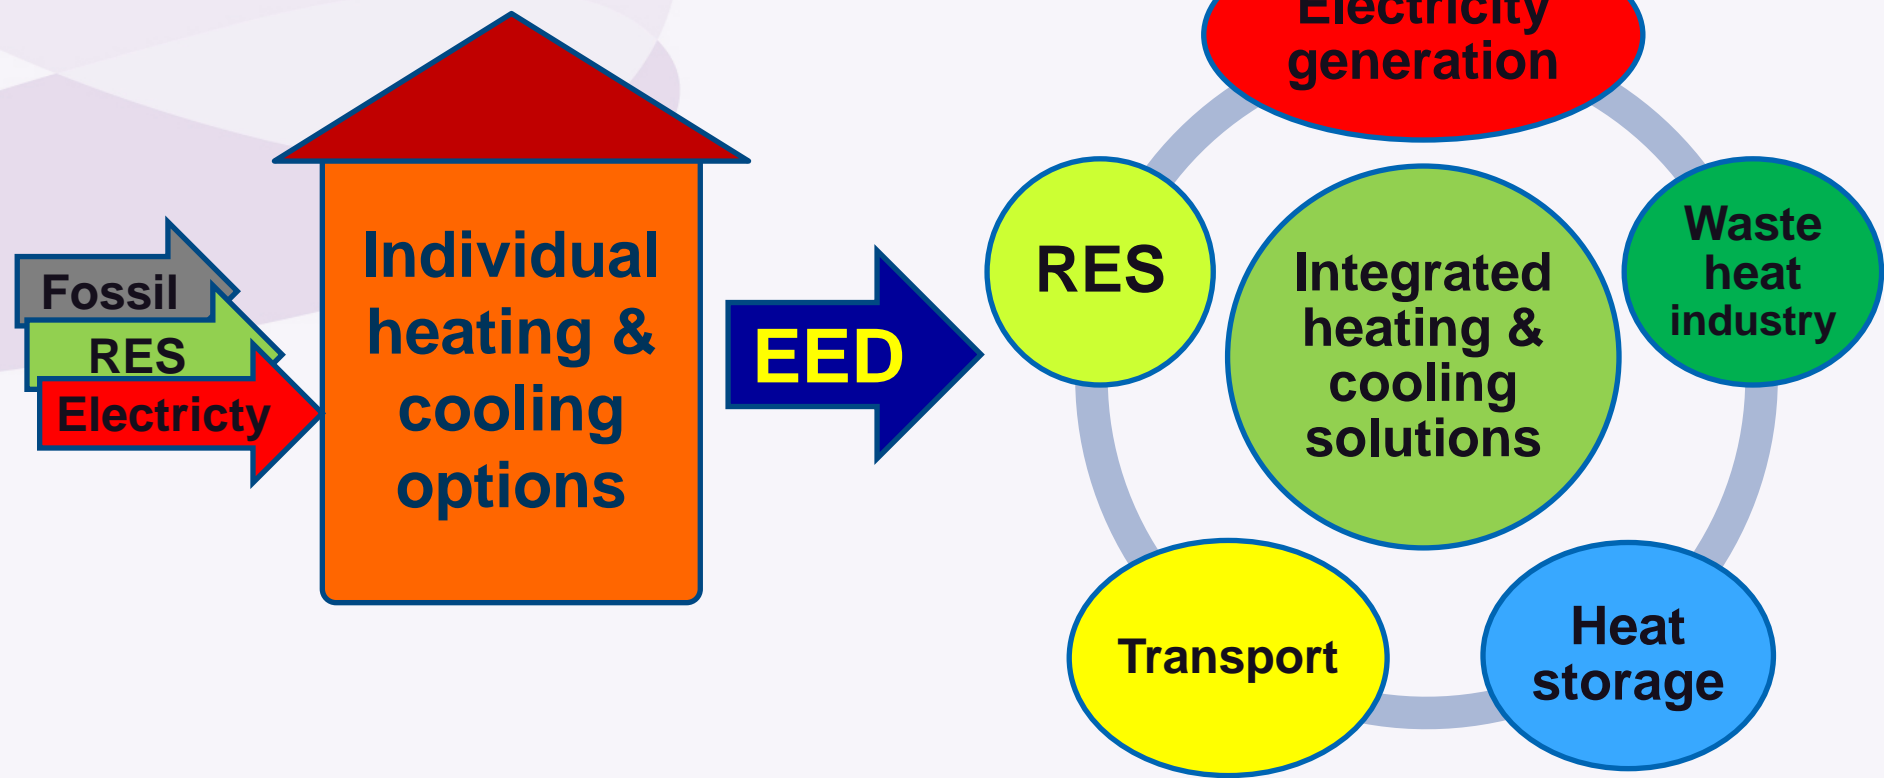 Fossil
RES
Electricty
Individual
heating &
cooling
options
EED
Electricity
generation
RES
Integrated
heating &
cooling
solutions
Waste
heat
industry
Transport
Heat
storage